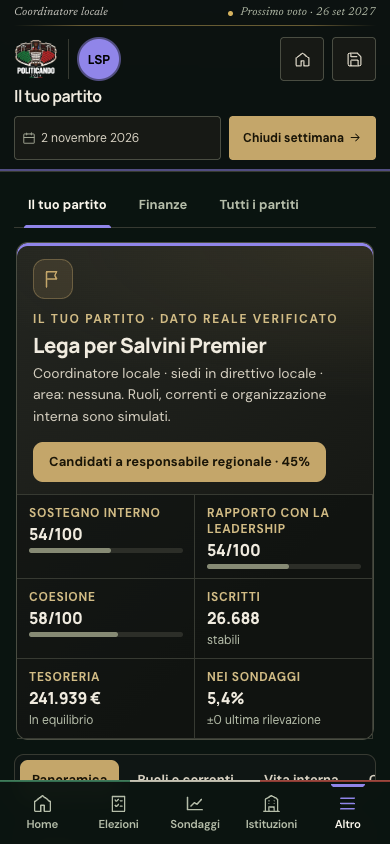 Coordinatore locale
Prossimo voto · 26 set 2027
POLITICANDO
LSP
Il tuo partito
2 novembre 2026
Chiudi settimana →
Il tuo partito
Finanze
Tutti i partiti
IL TUO PARTITO · DATO REALE VERIFICATO
Lega per Salvini Premier
Coordinatore locale · siedi in direttivo locale ·
area: nessuna. Ruoli, correnti e organizzazione
interna sono simulati.
Candidati a responsabile regionale · 45%
SOSTEGNO INTERNO
54/100
RAPPORTO CON LA
LEADERSHIP
54/100
COESIONE
58/100
ISCRITTI
26.688
stabili
TESORERIA
241.939 €
In equilibrio
NEI SONDAGGI
5,4%
±0 ultima rilevazione
Panoramica
Ruoli e correnti
Vita interna
Home
Elezioni
Sondaggi
Istituzioni
Altro